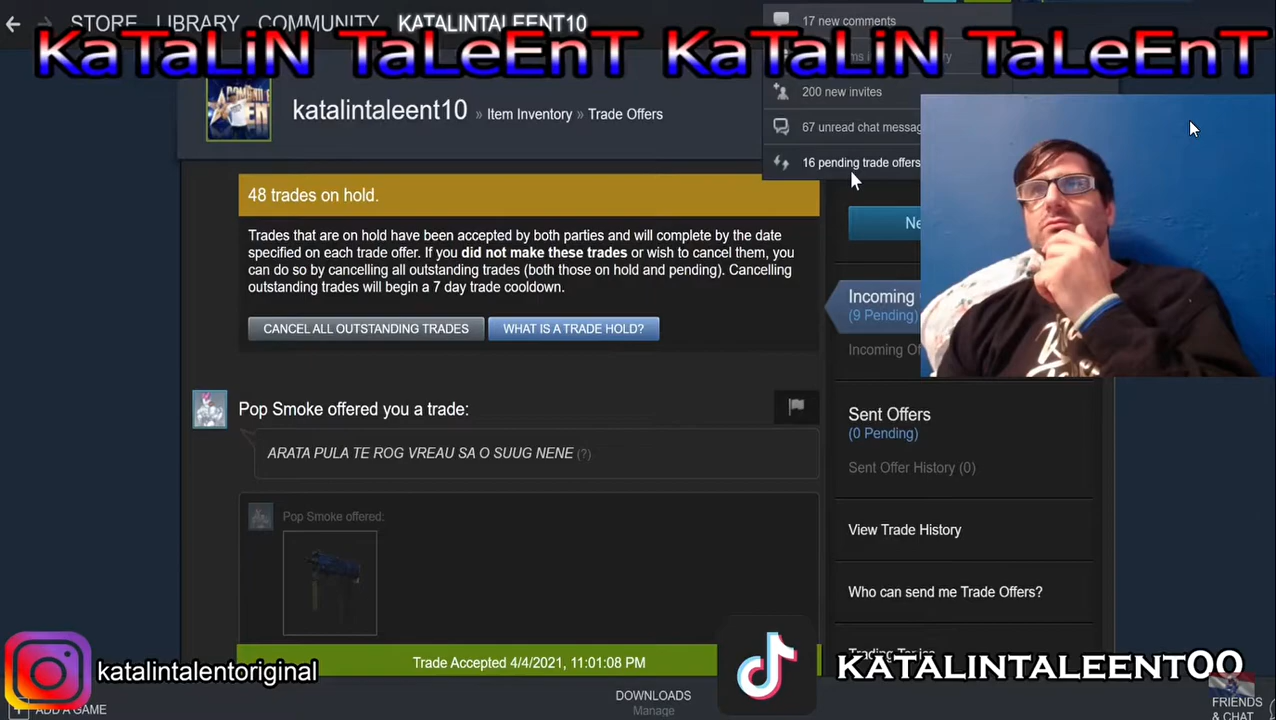 STORE LIBRARY COMMUNITY KATALINTALEENT10
17 new comments
KaTaLiN TaLeEnT KaTaLiN TaLeEnT
200 new invites
katalintaleent10 » Item Inventory » Trade Offers
67 unread chat messag
16 pending trade offers
48 trades on hold.
Trades that are on hold have been accepted by both parties and will complete by the date
specified on each trade offer. If you did not make these trades or wish to cancel them, you
can do so by cancelling all outstanding trades (both those on hold and pending). Cancelling
outstanding trades will begin a 7 day trade cooldown.
CANCEL ALL OUTSTANDING TRADES WHAT IS A TRADE HOLD?
Ne
Incoming
(9 Pending)
Incoming Of
Pop Smoke offered you a trade:
ARATA PULA TE ROG VREAU SA O SUUG NENE (?)
Pop Smoke offered:
Trade Accepted 4/4/2021, 11:01:08 PM
Sent Offers
(0 Pending)
Sent Offer History (0)
View Trade History
Who can send me Trade Offers?
katalintalentoriginal
KATALINTALEENT00
ADD A GAME
DOWNLOADS
Manage
FRIENDS
& CHAT